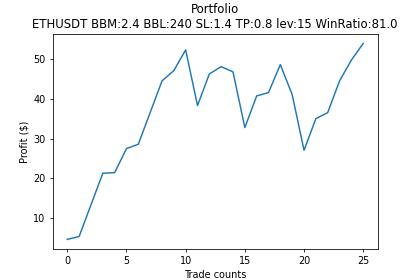 Portfolio
ETHUSDT BBM:2.4 BBL:240 SL:1.4 TP:0.8 lev:15 WinRatio:81.0
50
40
30
20
10
Profit ($)
0 5 10 15 20 25
Trade counts